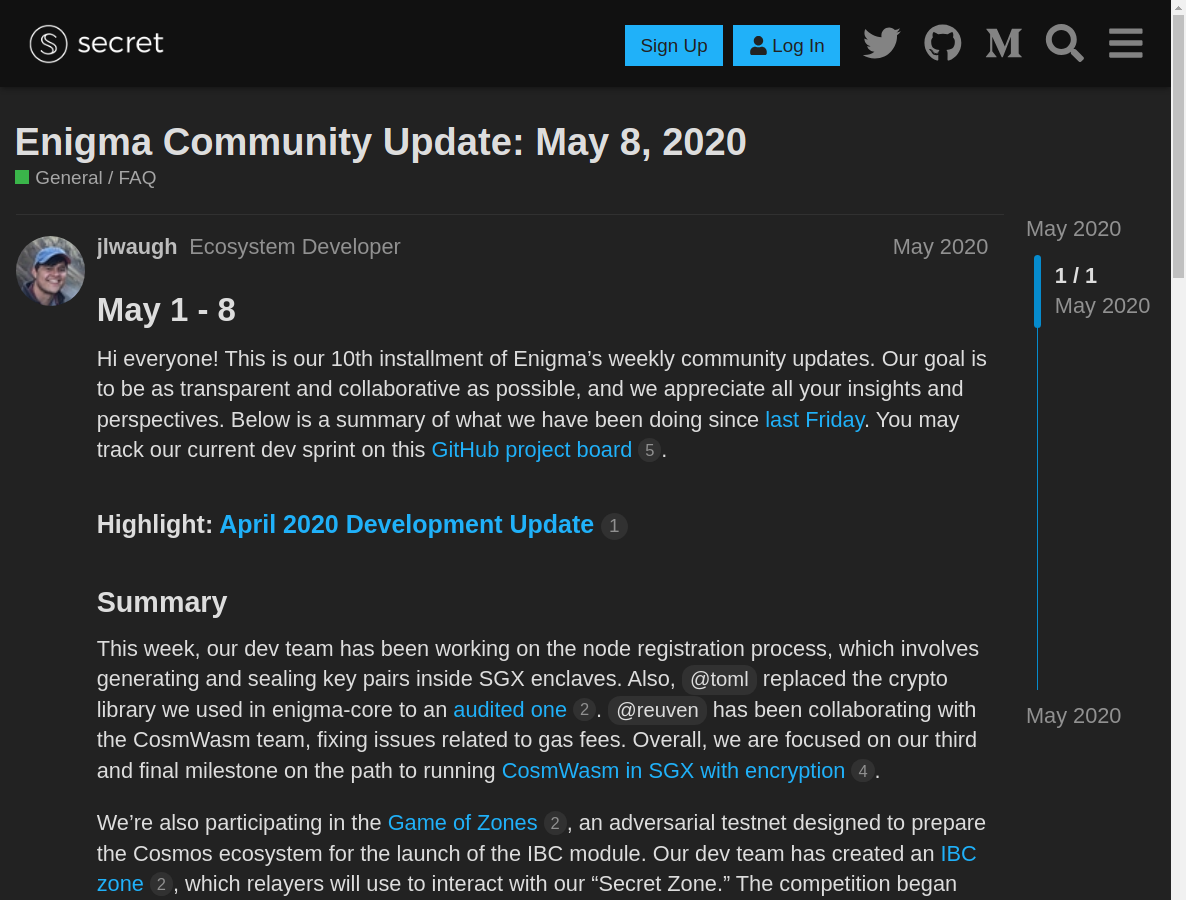 secret
Sign Up
Log In
Enigma Community Update: May 8, 2020
General / FAQ
jlwaugh Ecosystem Developer May 2020
May 1 - 8
Hi everyone! This is our 10th installment of Enigma’s weekly community updates. Our goal is
to be as transparent and collaborative as possible, and we appreciate all your insights and
perspectives. Below is a summary of what we have been doing since last Friday. You may
track our current dev sprint on this GitHub project board 5.
Highlight: April 2020 Development Update 1
Summary
This week, our dev team has been working on the node registration process, which involves
generating and sealing key pairs inside SGX enclaves. Also, @toml replaced the crypto
library we used in enigma-core to an audited one 2. @reuven has been collaborating with
the CosmWasm team, fixing issues related to gas fees. Overall, we are focused on our third
and final milestone on the path to running CosmWasm in SGX with encryption 4.
We’re also participating in the Game of Zones 2, an adversarial testnet designed to prepare
the Cosmos ecosystem for the launch of the IBC module. Our dev team has created an IBC
zone 2, which relayers will use to interact with our “Secret Zone.” The competition began
May 2020
1 / 1
May 2020
May 2020